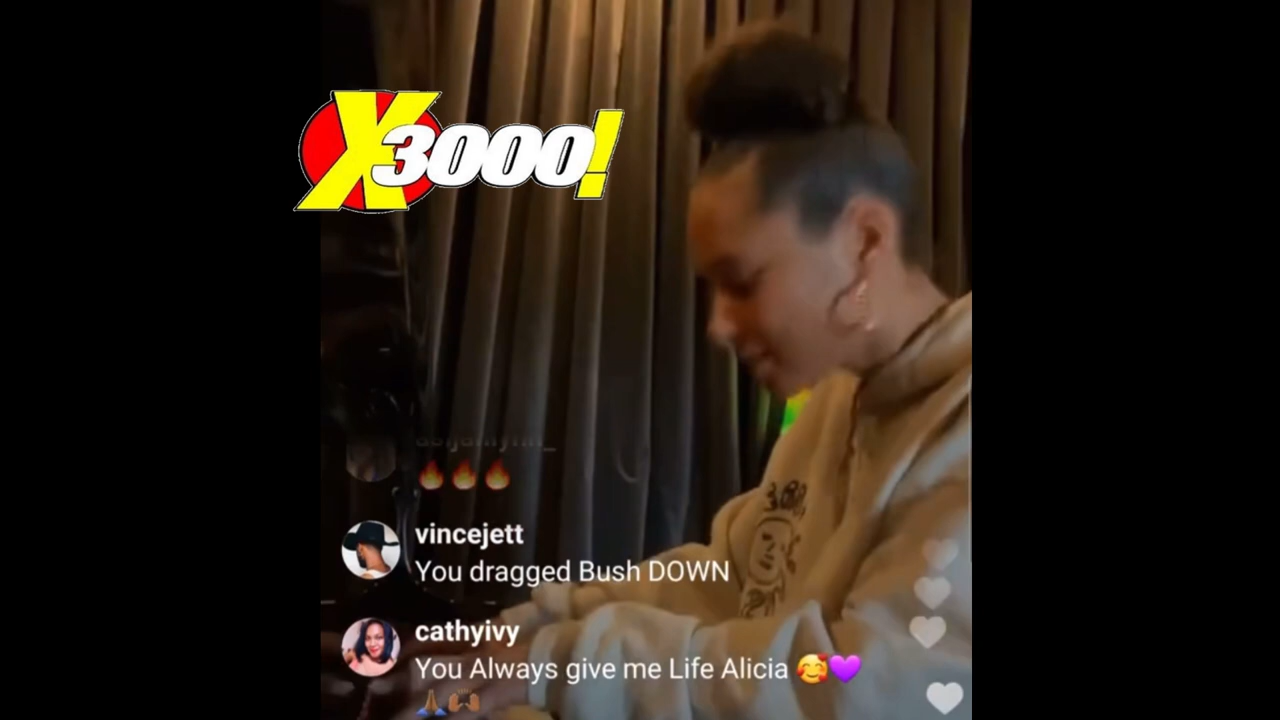 X3000!
🔥🔥🔥
vincejett
You dragged Bush DOWN
cathyivy
You Always give me Life Alicia 🥰💜
🙏🏾🙌🏾